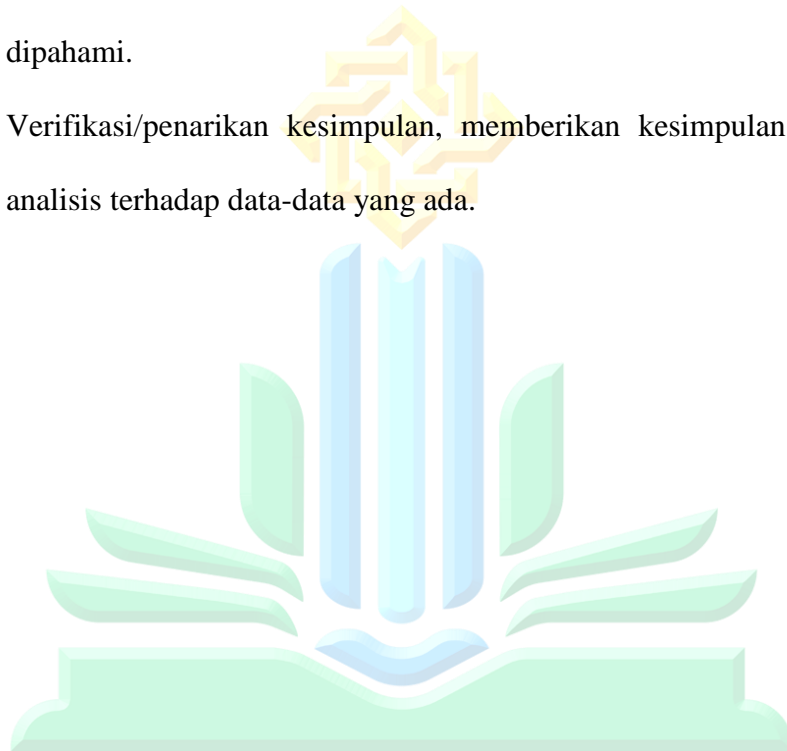 dipahami.
Verifikasi/penarikan kesimpulan, memberikan kesimpulan
analisis terhadap data-data yang ada.